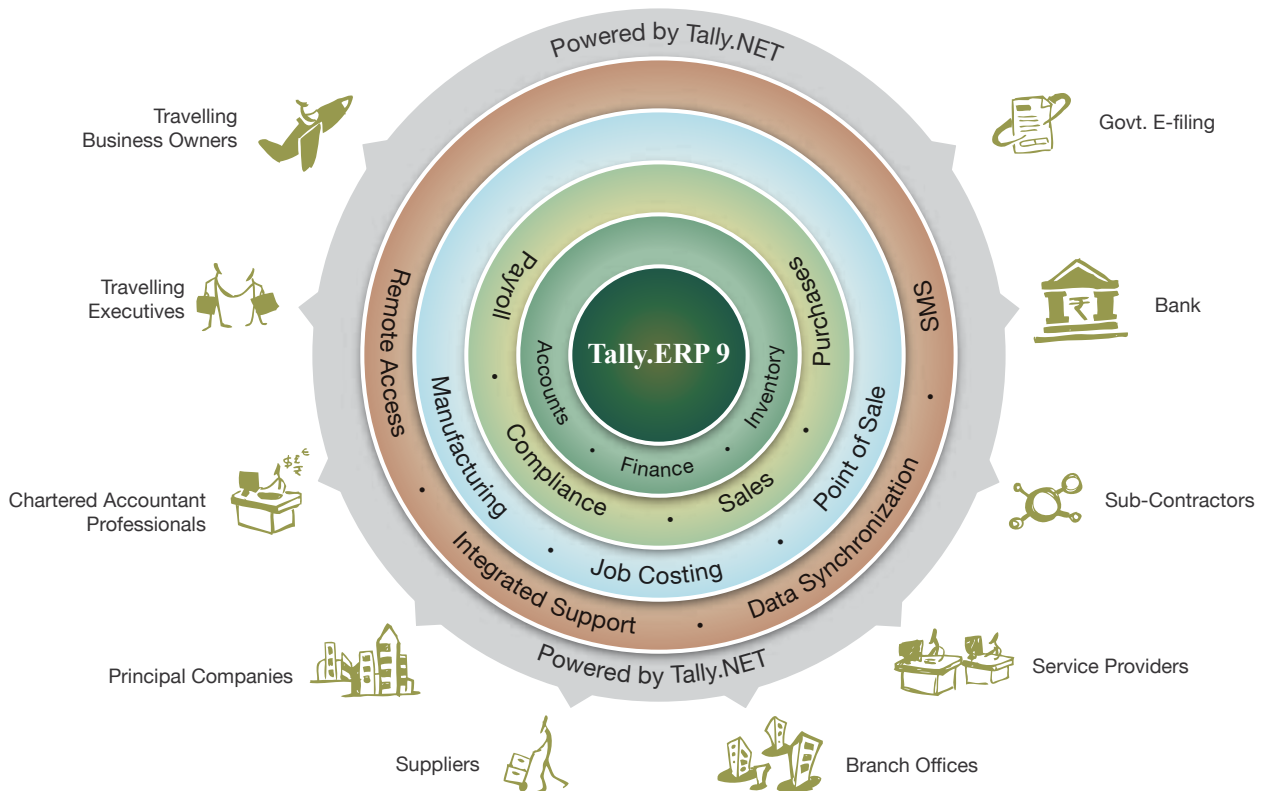 Powered by Tally.NET
Travelling
Business Owners
Govt. E-filing
Travelling
Executives
Bank
₹
Chartered Accountant
Professionals
$ £ €
₹
Sub-Contractors
Principal Companies
Service Providers
Suppliers
Branch Offices
Tally.ERP 9
Accounts • Finance • Inventory
Payroll • Compliance • Sales • Purchases
Manufacturing • Job Costing • Point of Sale
Remote Access • Integrated Support • Data Synchronization • SMS
Powered by Tally.NET